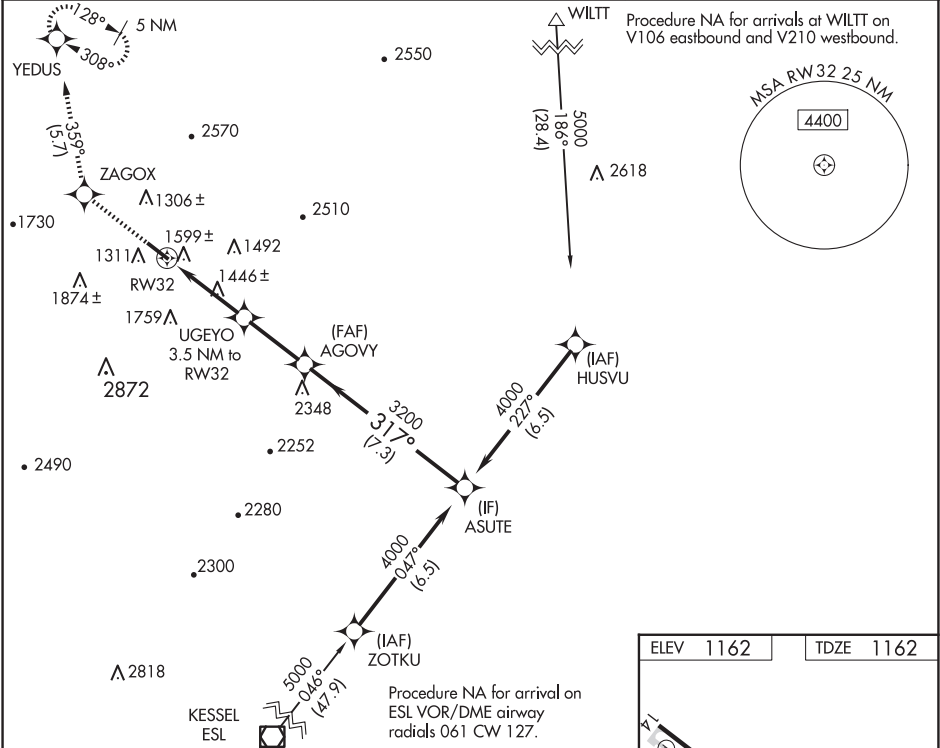 128°
5 NM
308°
YEDUS
359°
(5.7)
2550
2570
WILTT
Procedure NA for arrivals at WILTT on
V106 eastbound and V210 westbound.
5000
186°
(28.4)
MSA RW32 25 NM
4400
2618
ZAGOX
1306 ±
1730
2510
1599 ±
1311
1492
RW32
1446 ±
1874 ±
1759
UGEYO
3.5 NM to
RW32
(FAF)
AGOVY
2872
2348
(IAF)
HUSVU
4000
227°
(6.5)
3200
317°
(7.3)
2252
2490
(IF)
ASUTE
2280
4000
047°
(6.5)
2300
(IAF)
ZOTKU
2818
5000
046°
(47.9)
KESSEL
ESL
Procedure NA for arrival on
ESL VOR/DME airway
radials 061 CW 127.
ELEV 1162
TDZE 1162
14